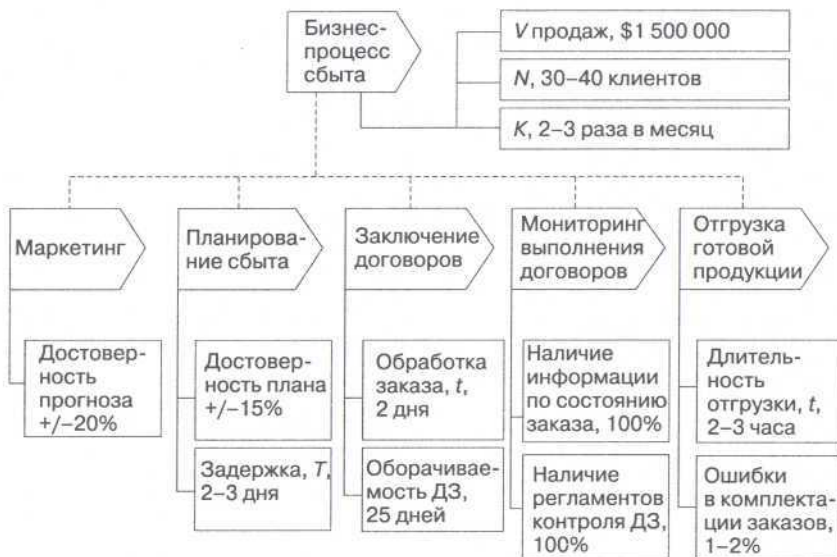 Бизнес-
процесс
сбыта
V продаж, $1 500 000
N, 30–40 клиентов
K, 2–3 раза в месяц
Маркетинг
Планирова-
ние сбыта
Заключение
договоров
Мониторинг
выполнения
договоров
Отгрузка
готовой
продукции
Достовер-
ность
прогноза
+/–20%
Достовер-
ность плана
+/–15%
Задержка, T,
2–3 дня
Обработка
заказа, t,
2 дня
Оборачивае-
мость ДЗ,
25 дней
Наличие
информации
по состоянию
заказа, 100%
Наличие
регламентов
контроля ДЗ,
100%
Длитель-
ность
отгрузки, t,
2–3 часа
Ошибки
в комплекта-
ции заказов,
1–2%